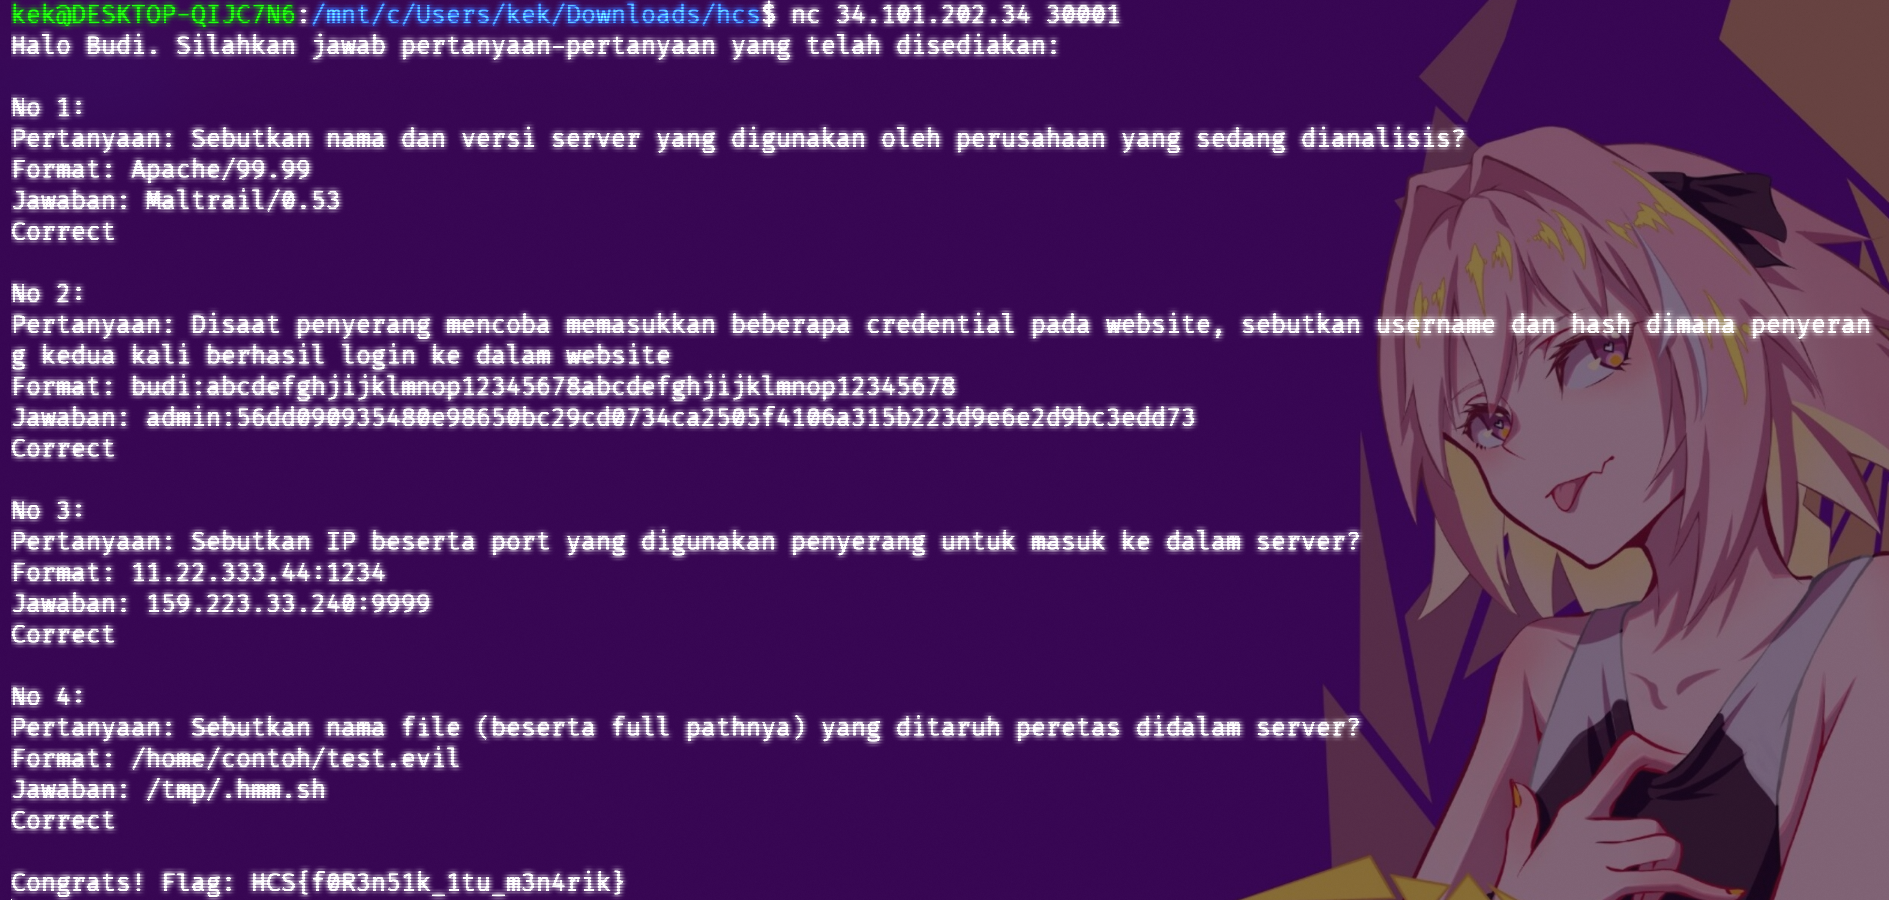 kek@DESKTOP-QIJC7N6:/mnt/c/Users/kek/Downloads/hcs$ nc 34.101.202.34 30001
Halo Budi. Silahkan jawab pertanyaan-pertanyaan yang telah disediakan:
No 1:
Pertanyaan: Sebutkan nama dan versi server yang digunakan oleh perusahaan yang sedang dianalisis?
Format: Apache/99.99
Jawaban: Maltrail/0.53
Correct
No 2:
Pertanyaan: Disaat penyerang mencoba memasukkan beberapa credential pada website, sebutkan username dan hash dimana penyeran
g kedua kali berhasil login ke dalam website
Format: budi:abcdefghjijklmnop12345678abcdefghjijklmnop12345678
Jawaban: admin:56dd090935480e98650bc29cd0734ca2505f4106a315b223d9e6e2d9bc3edd73
Correct
No 3:
Pertanyaan: Sebutkan IP beserta port yang digunakan penyerang untuk masuk ke dalam server?
Format: 11.22.333.44:1234
Jawaban: 159.223.33.240:9999
Correct
No 4:
Pertanyaan: Sebutkan nama file (beserta full pathnya) yang ditaruh peretas didalam server?
Format: /home/contoh/test.evil
Jawaban: /tmp/.hmm.sh
Correct
Congrats! Flag: HCS{f0R3n51k_1tu_m3n4rik}